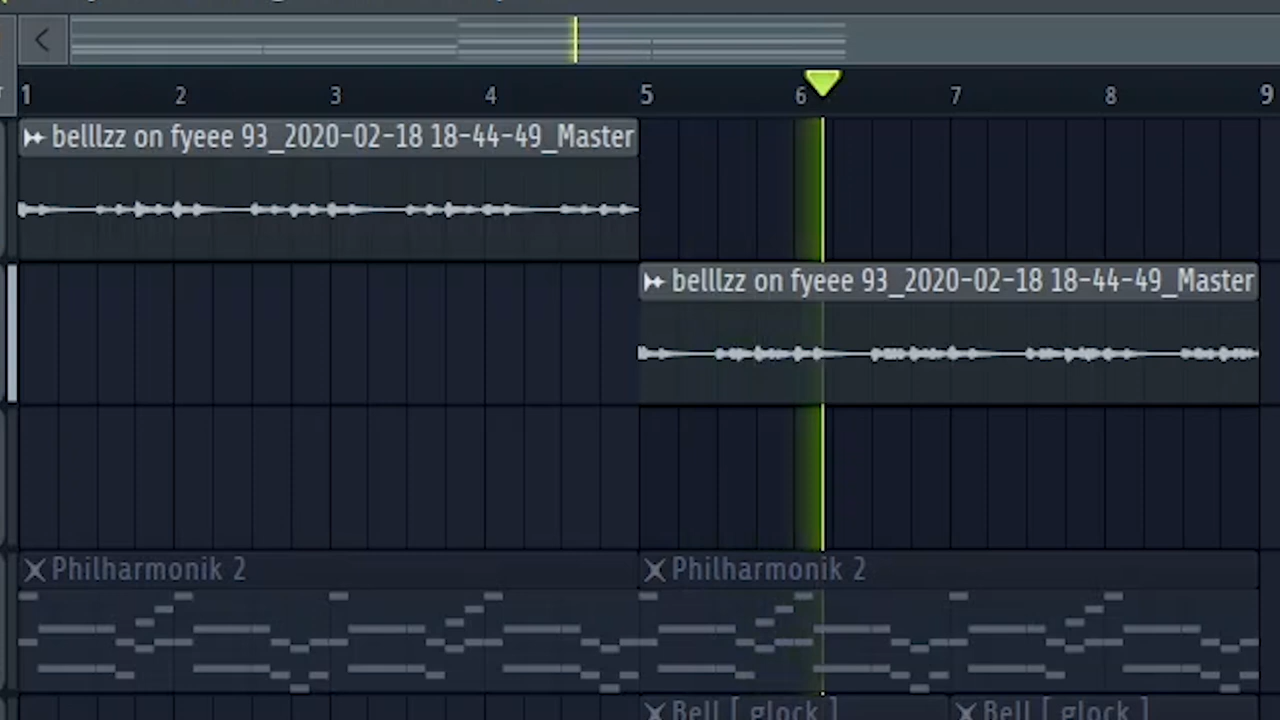 1 2 3 4 5 6 7 8 9
belllzz on fyeee 93_2020-02-18 18-44-49_Master
belllzz on fyeee 93_2020-02-18 18-44-49_Master
Philharmonik 2 Philharmonik 2
Bell [ glock ] Bell [ glock ]